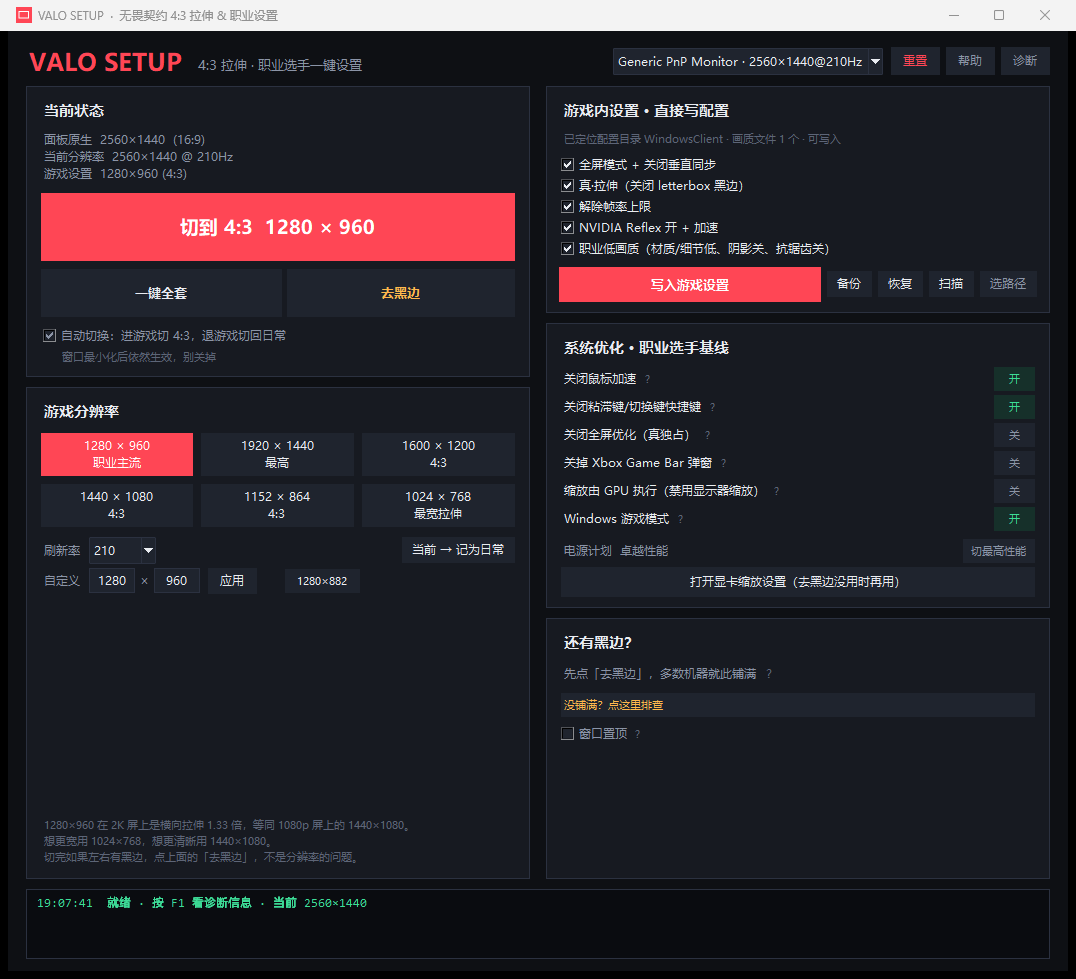 VALO SETUP · 无畏契约 4:3 拉伸 & 职业设置
VALO SETUP 4:3 拉伸 · 职业选手一键设置
Generic PnP Monitor · 2560×1440@210Hz
重置
帮助
诊断
当前状态
面板原生 2560×1440 (16:9)
当前分辨率 2560×1440 @ 210Hz
游戏设置 1280×960 (4:3)
切到 4:3 1280 × 960
一键全套
去黑边
自动切换：进游戏切 4:3，退游戏切回日常
窗口最小化后依然生效，别关掉
游戏分辨率
1280 × 960
职业主流
1920 × 1440
最高
1600 × 1200
4:3
1440 × 1080
4:3
1152 × 864
4:3
1024 × 768
最宽拉伸
刷新率 210
当前 → 记为日常
自定义 1280 × 960 应用 1280×882
1280×960 在 2K 屏上是横向拉伸 1.33 倍，等同 1080p 屏上的 1440×1080。
想更宽用 1024×768，想更清晰用 1440×1080。
切完如果左右有黑边，点上面的「去黑边」，不是分辨率的问题。
游戏内设置 • 直接写配置
已定位配置目录 WindowsClient · 画质文件 1 个 · 可写入
全屏模式 + 关闭垂直同步
真·拉伸（关闭 letterbox 黑边）
解除帧率上限
NVIDIA Reflex 开 + 加速
职业低画质（材质/细节低、阴影关、抗锯齿关）
写入游戏设置
备份
恢复
扫描
选路径
系统优化 • 职业选手基线
关闭鼠标加速 ? 开
关闭粘滞键/切换键快捷键 ? 开
关闭全屏优化（真独占） ? 关
关掉 Xbox Game Bar 弹窗 ? 关
缩放由 GPU 执行（禁用显示器缩放） ? 关
Windows 游戏模式 ? 开
电源计划 卓越性能 切最高性能
打开显卡缩放设置（去黑边没用时再用）
还有黑边？
先点「去黑边」，多数机器就此铺满 ?
没铺满？点这里排查
窗口置顶 ?
19:07:41 就绪 · 按 F1 看诊断信息 · 当前 2560×1440